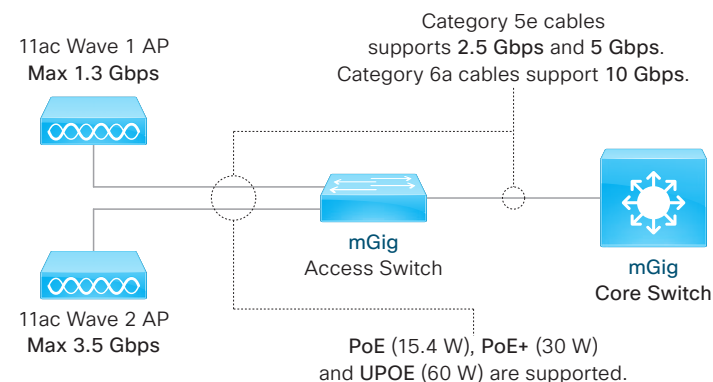 Category 5e cables
supports 2.5 Gbps and 5 Gbps.
Category 6a cables support 10 Gbps.
11ac Wave 1 AP
Max 1.3 Gbps
mGig
Access Switch
mGig
Core Switch
11ac Wave 2 AP
Max 3.5 Gbps
PoE (15.4 W), PoE+ (30 W)
and UPOE (60 W) are supported.